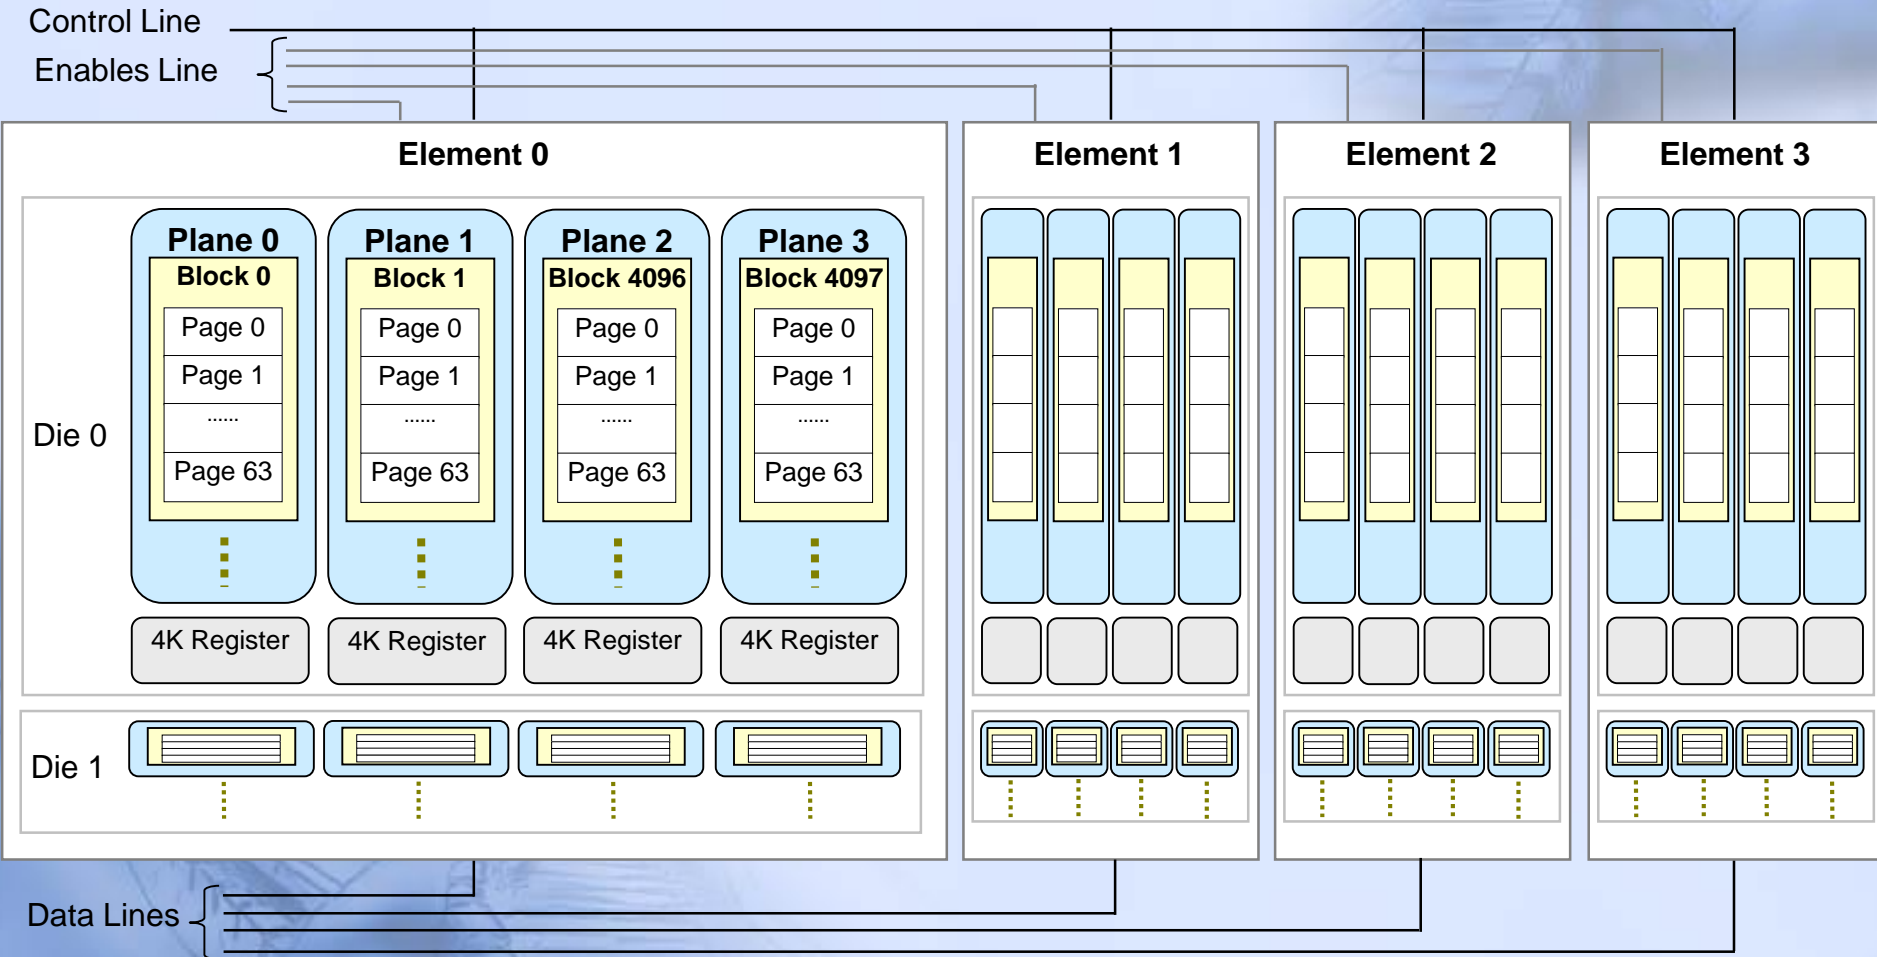 Control Line
Enables Line
Element 0
Element 1
Element 2
Element 3
Plane 0
Plane 1
Plane 2
Plane 3
Block 0
Block 1
Block 4096
Block 4097
Page 0
Page 0
Page 0
Page 0
Page 1
Page 1
Page 1
Page 1
......
......
......
......
Die 0
Page 63
Page 63
Page 63
Page 63
4K Register
4K Register
4K Register
4K Register
Die 1
Data Lines